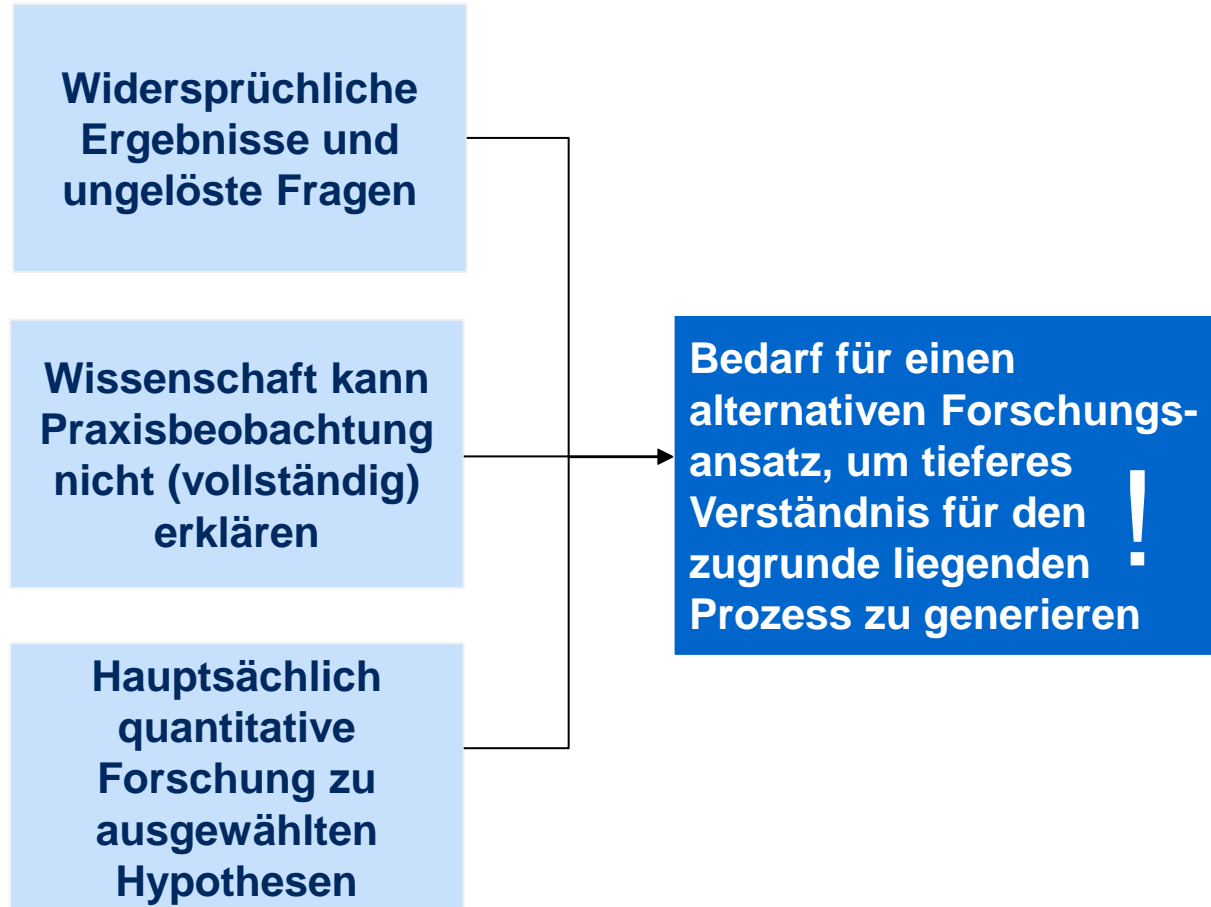 Widersprüchliche
Ergebnisse und
ungelöste Fragen
Wissenschaft kann
Praxisbeobachtung
nicht (vollständig)
erklären
Hauptsächlich
quantitative
Forschung zu
ausgewählten
Hypothesen
Bedarf für einen
alternativen Forschungs-
ansatz, um tieferes
Verständnis für den
zugrunde liegenden
Prozess zu generieren
!